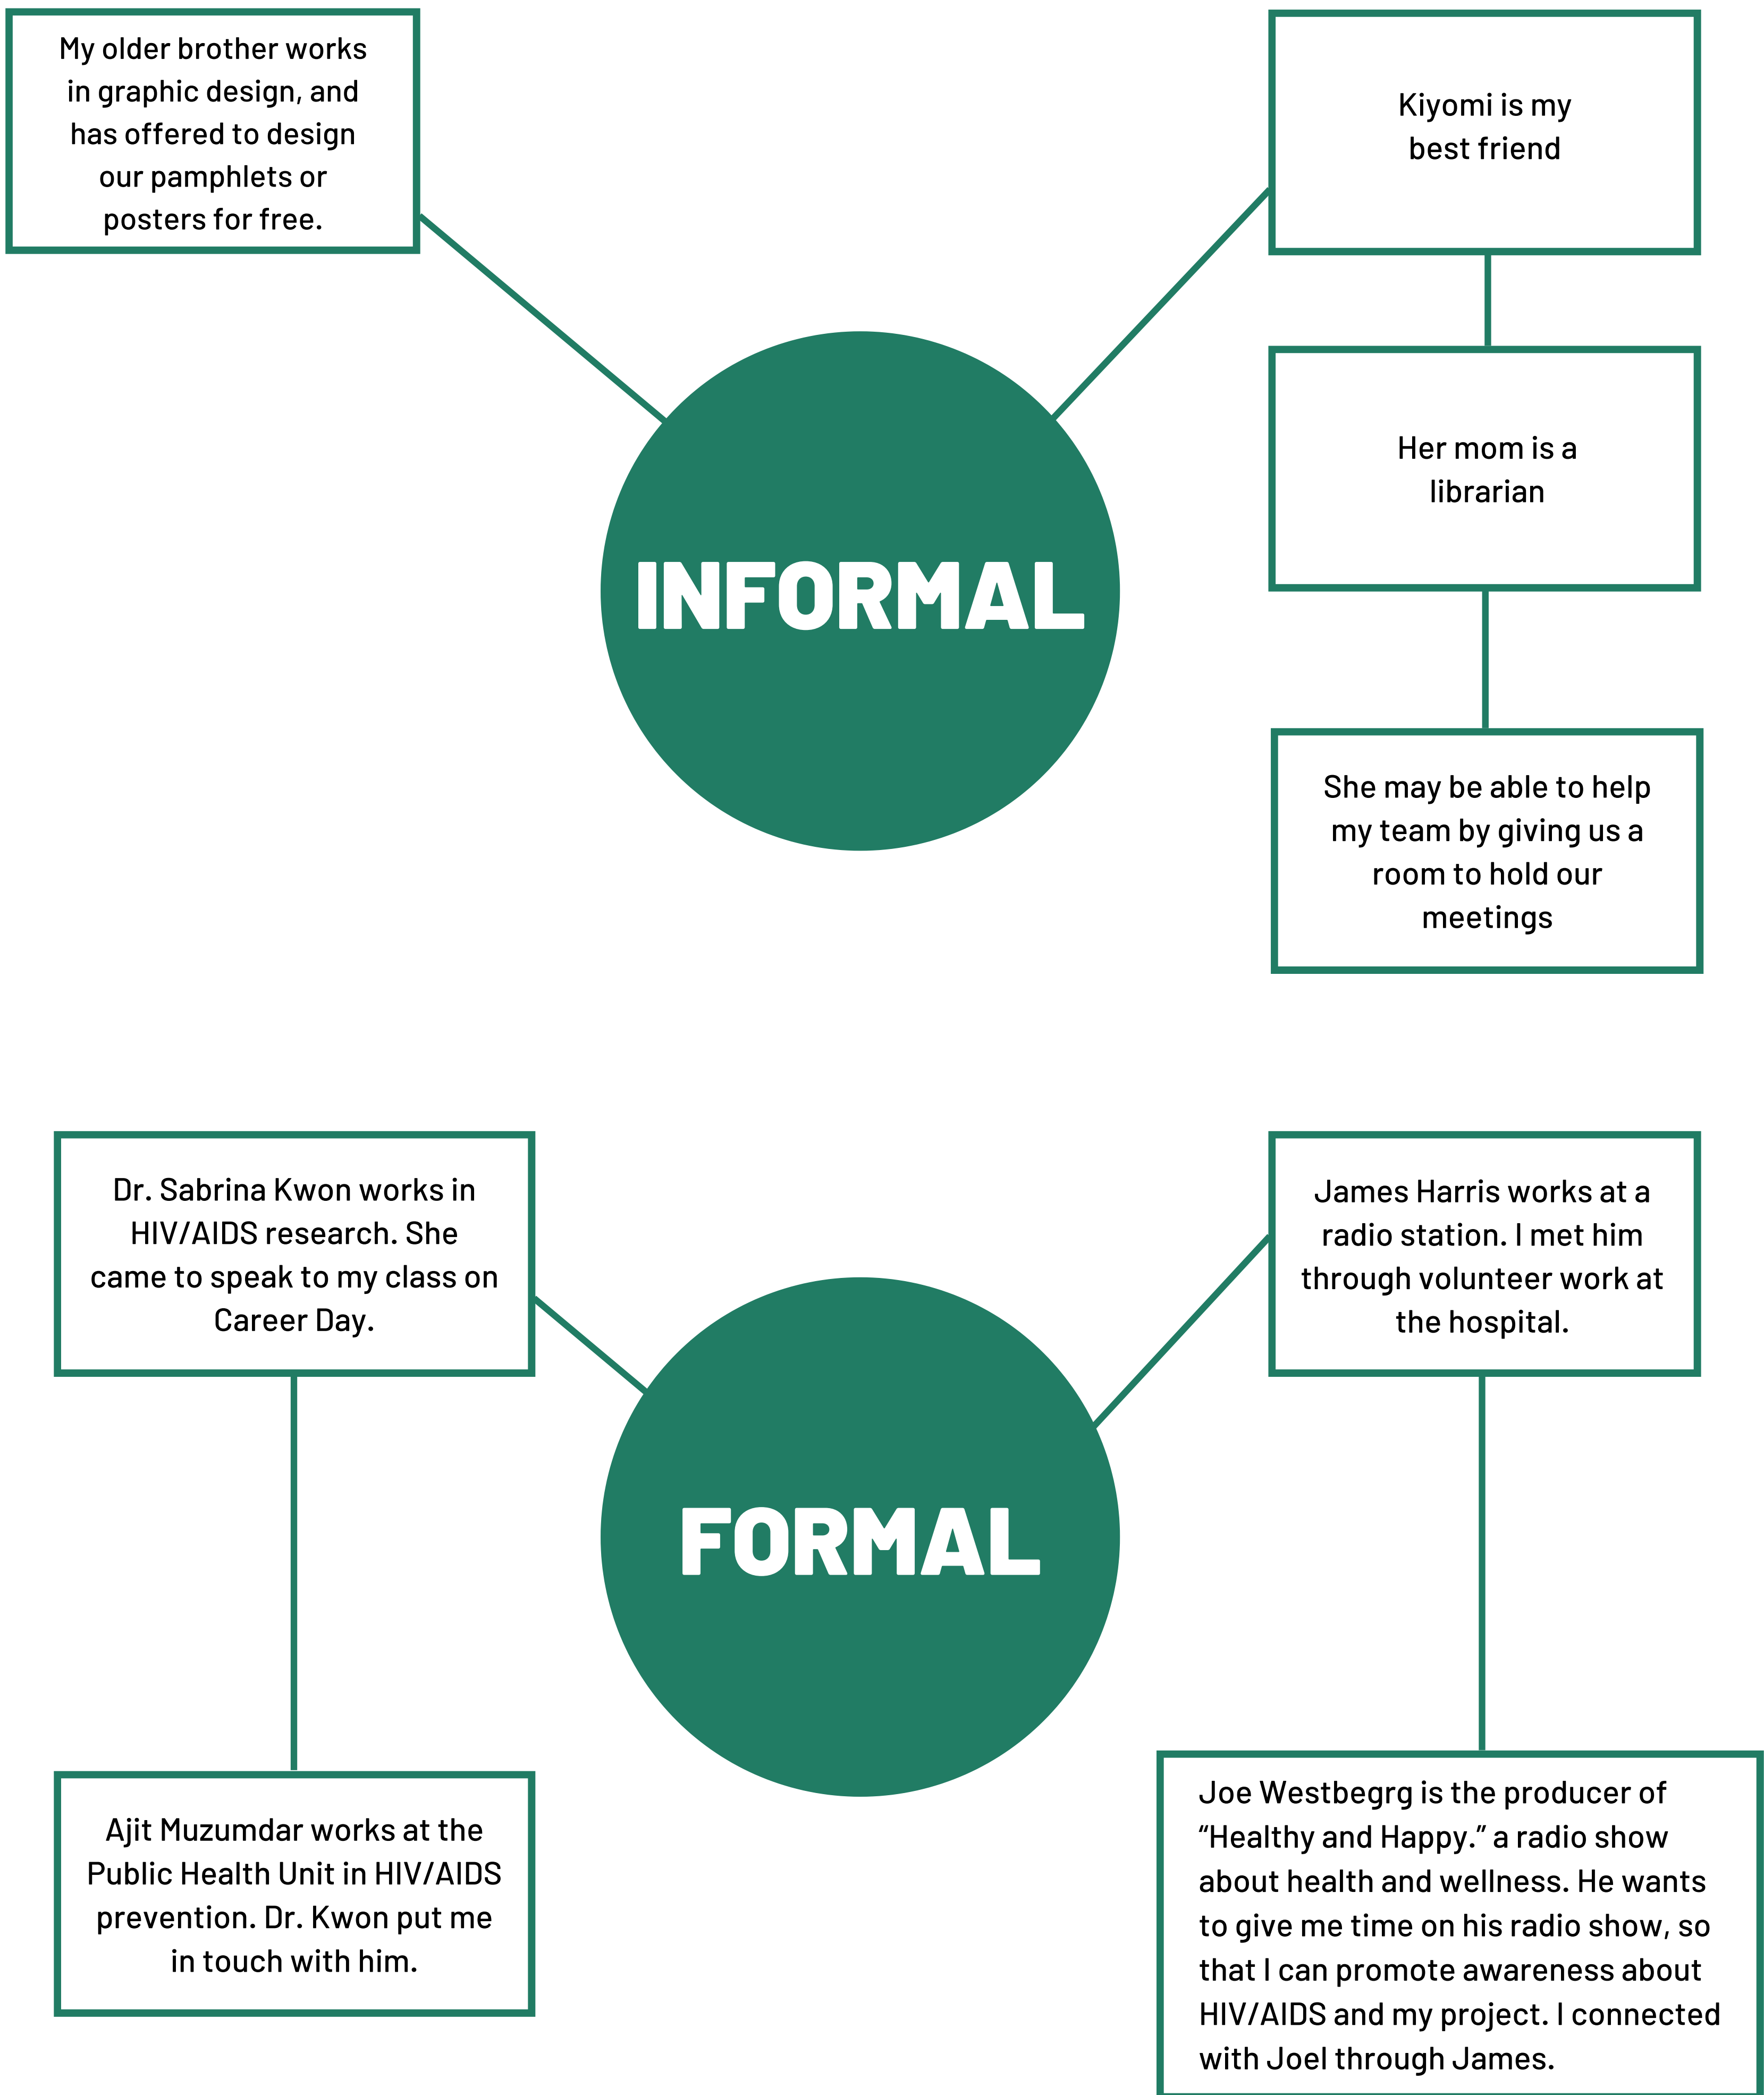 My older brother works
in graphic design, and
has offered to design
our pamphlets or
posters for free.
Kiyomi is my
best friend
Her mom is a
librarian
She may be able to help
my team by giving us a
room to hold our
meetings
INFORMAL
Dr. Sabrina Kwon works in
HIV/AIDS research. She
came to speak to my class on
Career Day.
James Harris works at a
radio station. I met him
through volunteer work at
the hospital.
FORMAL
Ajit Muzumdar works at the
Public Health Unit in HIV/AIDS
prevention. Dr. Kwon put me
in touch with him.
Joe Westbegrg is the producer of
“Healthy and Happy.” a radio show
about health and wellness. He wants
to give me time on his radio show, so
that I can promote awareness about
HIV/AIDS and my project. I connected
with Joel through James.